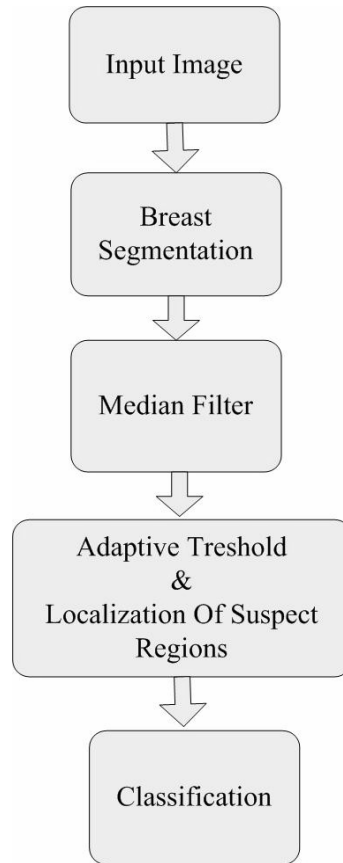 Input Image
Breast
Segmentation
Median Filter
Adaptive Treshold
&
Localization Of Suspect
Regions
Classification